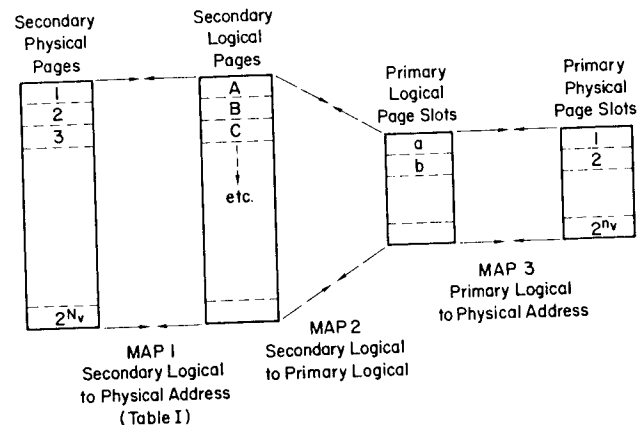 Secondary
Physical
Pages
Secondary
Logical
Pages
Primary
Logical
Page Slots
Primary
Physical
Page Slots
1
2
3
2^Nv
A
B
C
etc.
a
b
1
2
2^nv
MAP 1
Secondary Logical
to Physical Address
(Table I)
MAP 2
Secondary Logical
to Primary Logical
MAP 3
Primary Logical
to Physical Address